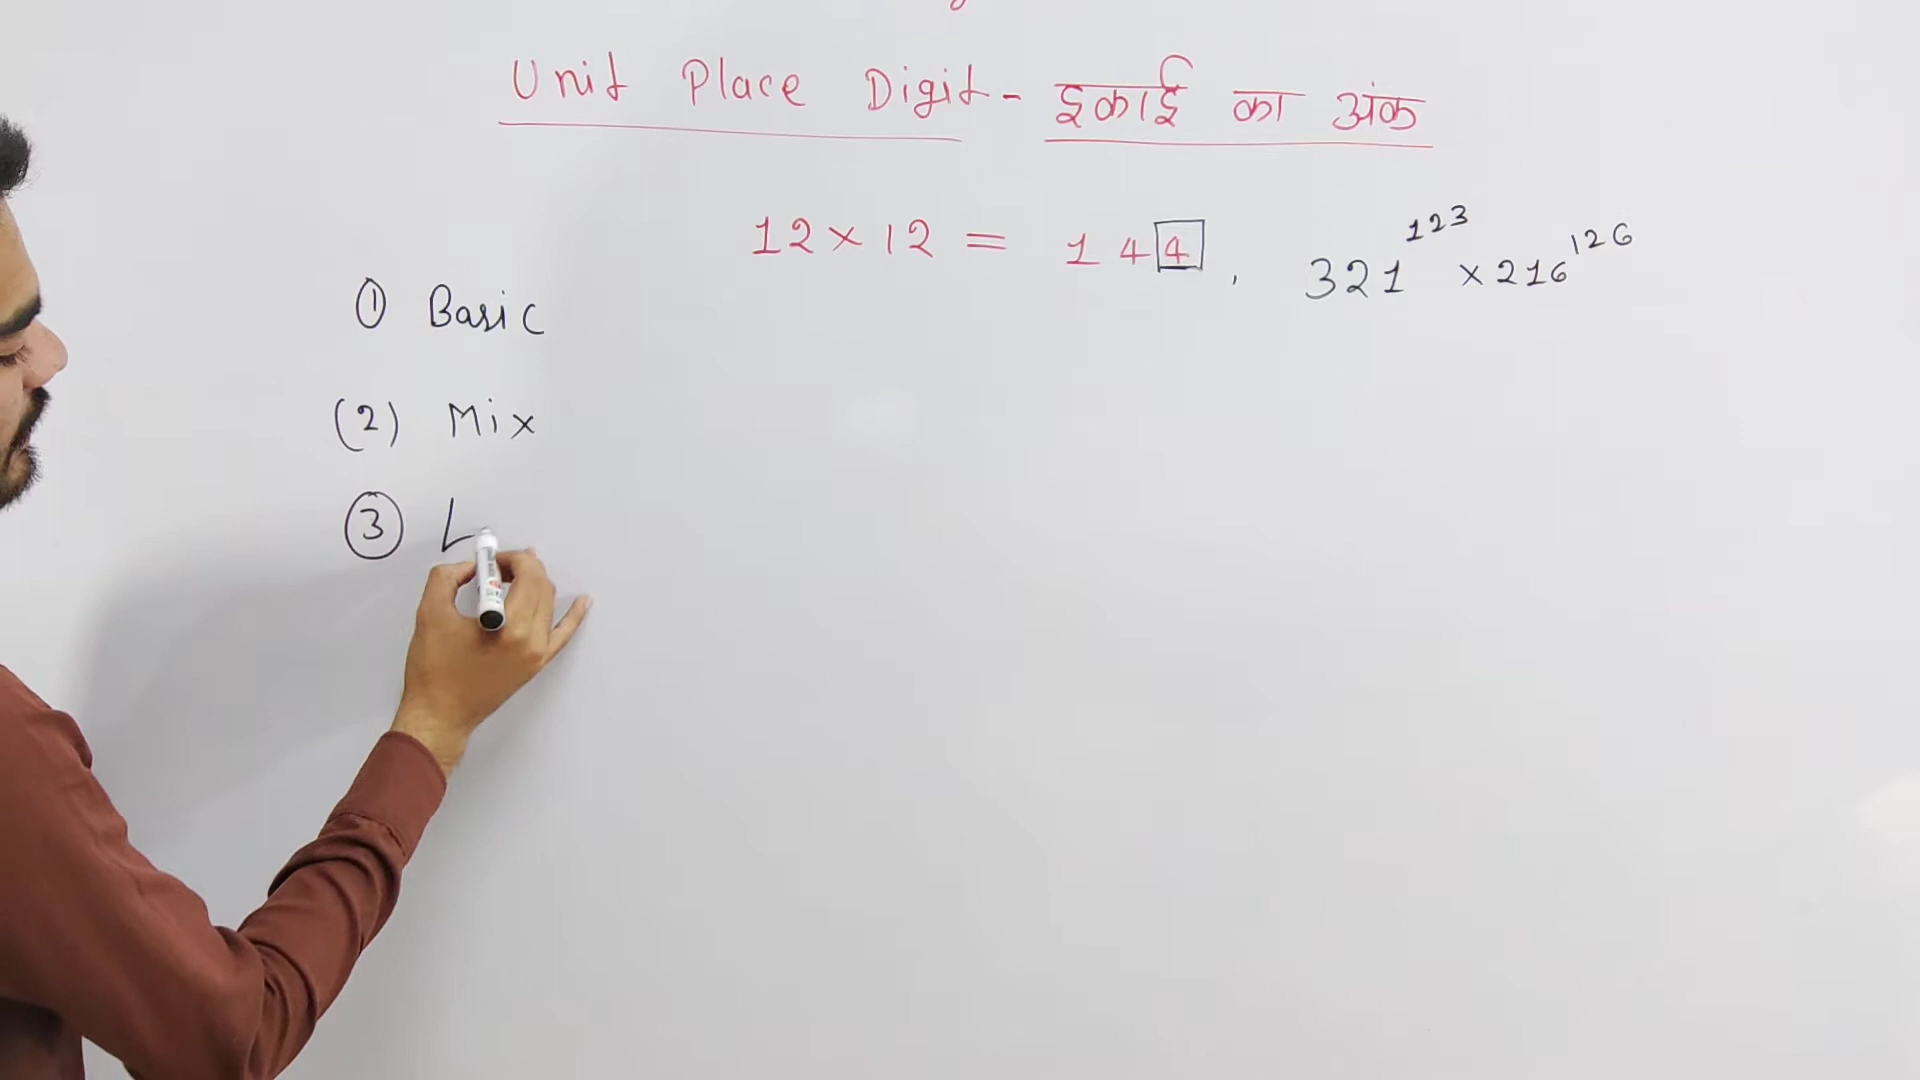 Unit Place Digit - इकाई का अंक
12 × 12 = 144 , 321^123 × 216^126
① Basic
(2) Mix
③ L